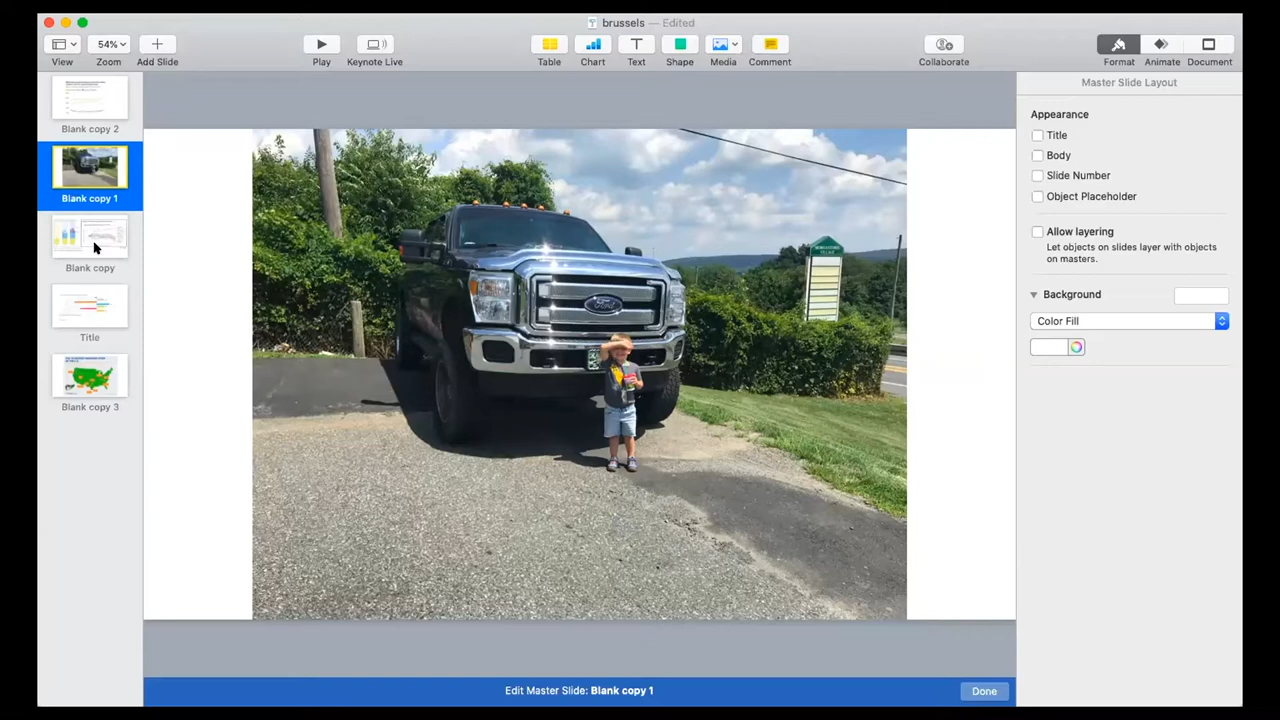 brussels — Edited
54%
View
Zoom
Add Slide
Play
Keynote Live
Table
Chart
Text
Shape
Media
Comment
Collaborate
Format
Animate
Document
Master Slide Layout
Appearance
Title
Body
Slide Number
Object Placeholder
Allow layering
Let objects on slides layer with objects
on masters.
Background
Color Fill
Blank copy 2
Blank copy 1
Blank copy
Title
Blank copy 3
Ford
Edit Master Slide: Blank copy 1
Done